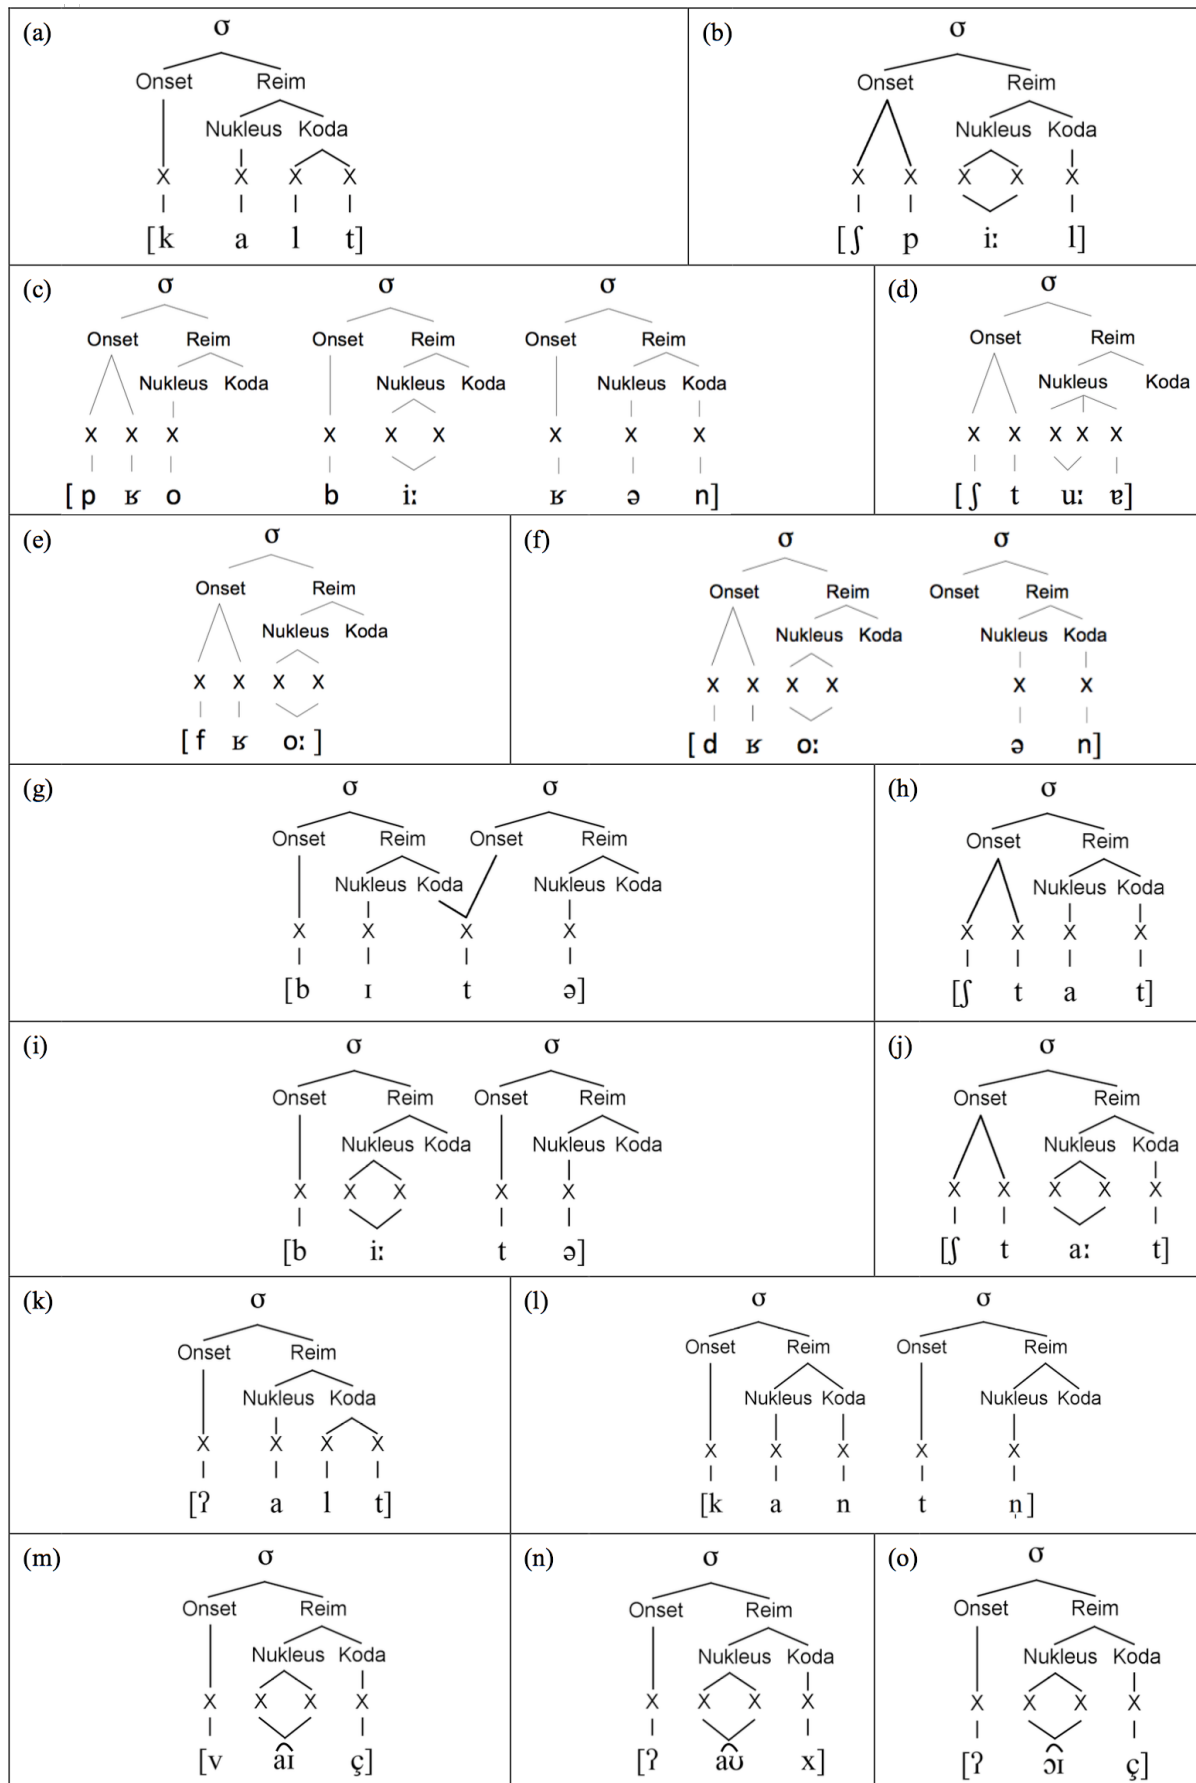 (a)
σ
Onset Reim
Nukleus Koda
X X X X
[k a l t]
(b)
σ
Onset Reim
Nukleus Koda
X X X X X
[ʃ p iː l]
(c)
σ σ σ
Onset Reim Onset Reim Onset Reim
Nukleus Koda Nukleus Koda Nukleus Koda
X X X X X X X X X
[p ʁ o b iː ʁ ə n]
(d)
σ
Onset Reim
Nukleus Koda
X X X X X
[ʃ t uː ɐ]
(e)
σ
Onset Reim
Nukleus Koda
X X X X
[f ʁ oː]
(f)
σ σ
Onset Reim Onset Reim
Nukleus Koda Nukleus Koda
X X X X X X
[d ʁ oː ə n]
(g)
σ σ
Onset Reim Onset Reim
Nukleus Koda Nukleus Koda
X X X X
[b ɪ t ə]
(h)
σ
Onset Reim
Nukleus Koda
X X X X
[ʃ t a t]
(i)
σ σ
Onset Reim Onset Reim
Nukleus Koda Nukleus Koda
X X X X X
[b iː t ə]
(j)
σ
Onset Reim
Nukleus Koda
X X X X X
[ʃ t aː t]
(k)
σ
Onset Reim
Nukleus Koda
X X X X
[ʔ a l t]
(l)
σ σ
Onset Reim Onset Reim
Nukleus Koda Nukleus Koda
X X X X X
[k a n t n̩]
(m)
σ
Onset Reim
Nukleus Koda
X X X X
[v a͡ɪ ç]
(n)
σ
Onset Reim
Nukleus Koda
X X X X
[ʔ a͡ʊ x]
(o)
σ
Onset Reim
Nukleus Koda
X X X X
[ʔ ɔ͡ɪ ç]